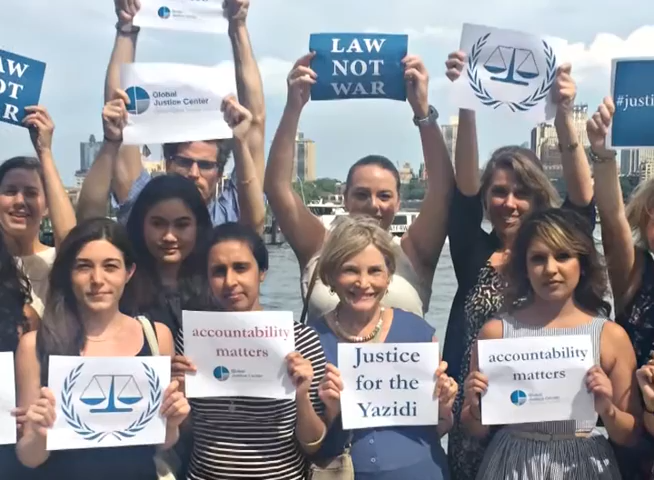 Global
Justice Center
LAW
NOT
WAR
LAW
NOT
WAR
#justi
accountability
matters
GLOBAL
JUSTICE CENTER
Justice
for the
Yazidi
accountability
matters
GLOBAL
JUSTICE CENTER